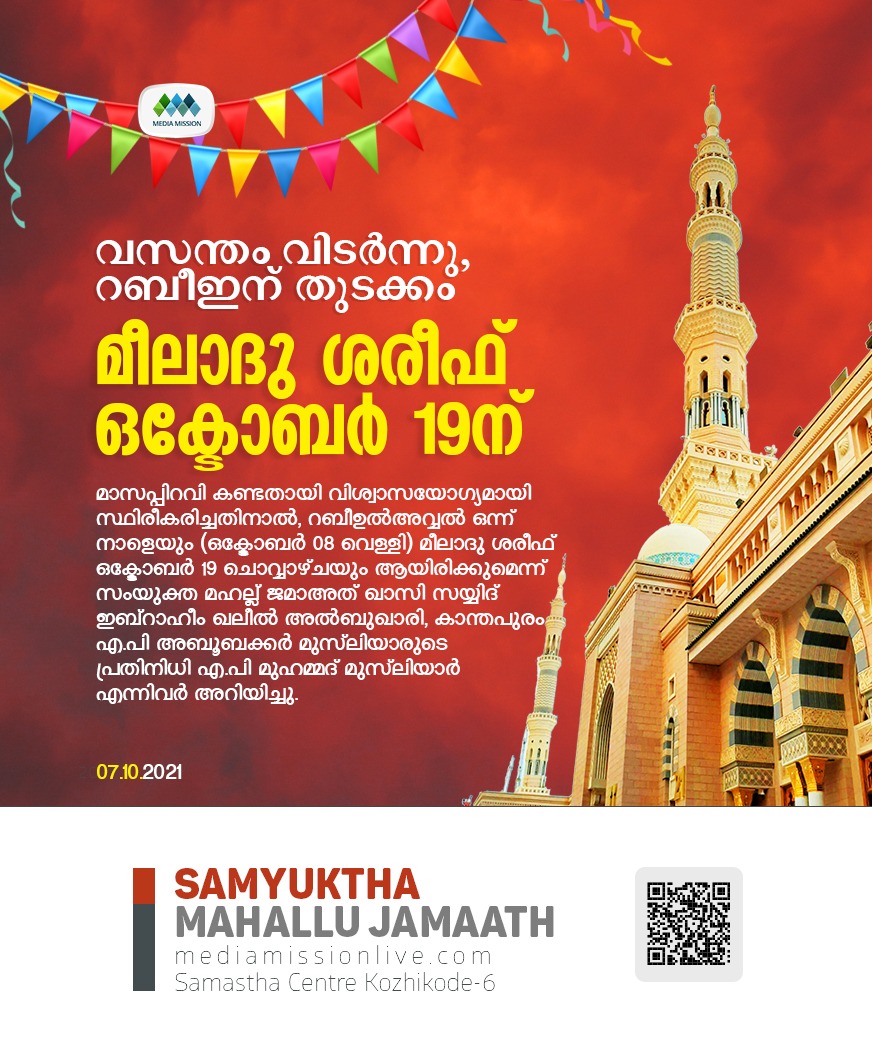 MEDIA MISSION
വസന്തം വിടർന്നു,
റബീഇന് തുടക്കം
മീലാദു ശരീഫ്
ഒക്ടോബർ 19ന്
മാസപ്പിറവി കണ്ടതായി വിശ്വാസയോഗ്യമായി
സ്ഥിരീകരിച്ചതിനാൽ, റബീഉൽഅവ്വൽ ഒന്ന്
നാളെയും (ഒക്ടോബർ 08 വെള്ളി) മീലാദു ശരീഫ്
ഒക്ടോബർ 19 ചൊവ്വാഴ്ചയും ആയിരിക്കുമെന്ന്
സംയുക്ത മഹല്ല് ജമാഅത് ഖാസി സയ്യിദ്
ഇബ്റാഹീം ഖലീൽ അൽബുഖാരി, കാന്തപുരം
എ.പി അബൂബക്കർ മുസ്‌ലിയാരുടെ
പ്രതിനിധി എ.പി മുഹമ്മദ് മുസ്‌ലിയാർ
എന്നിവർ അറിയിച്ചു.
07.10.2021
SAMYUKTHA
MAHALLU JAMAATH
mediamissionlive.com
Samastha Centre Kozhikode-6